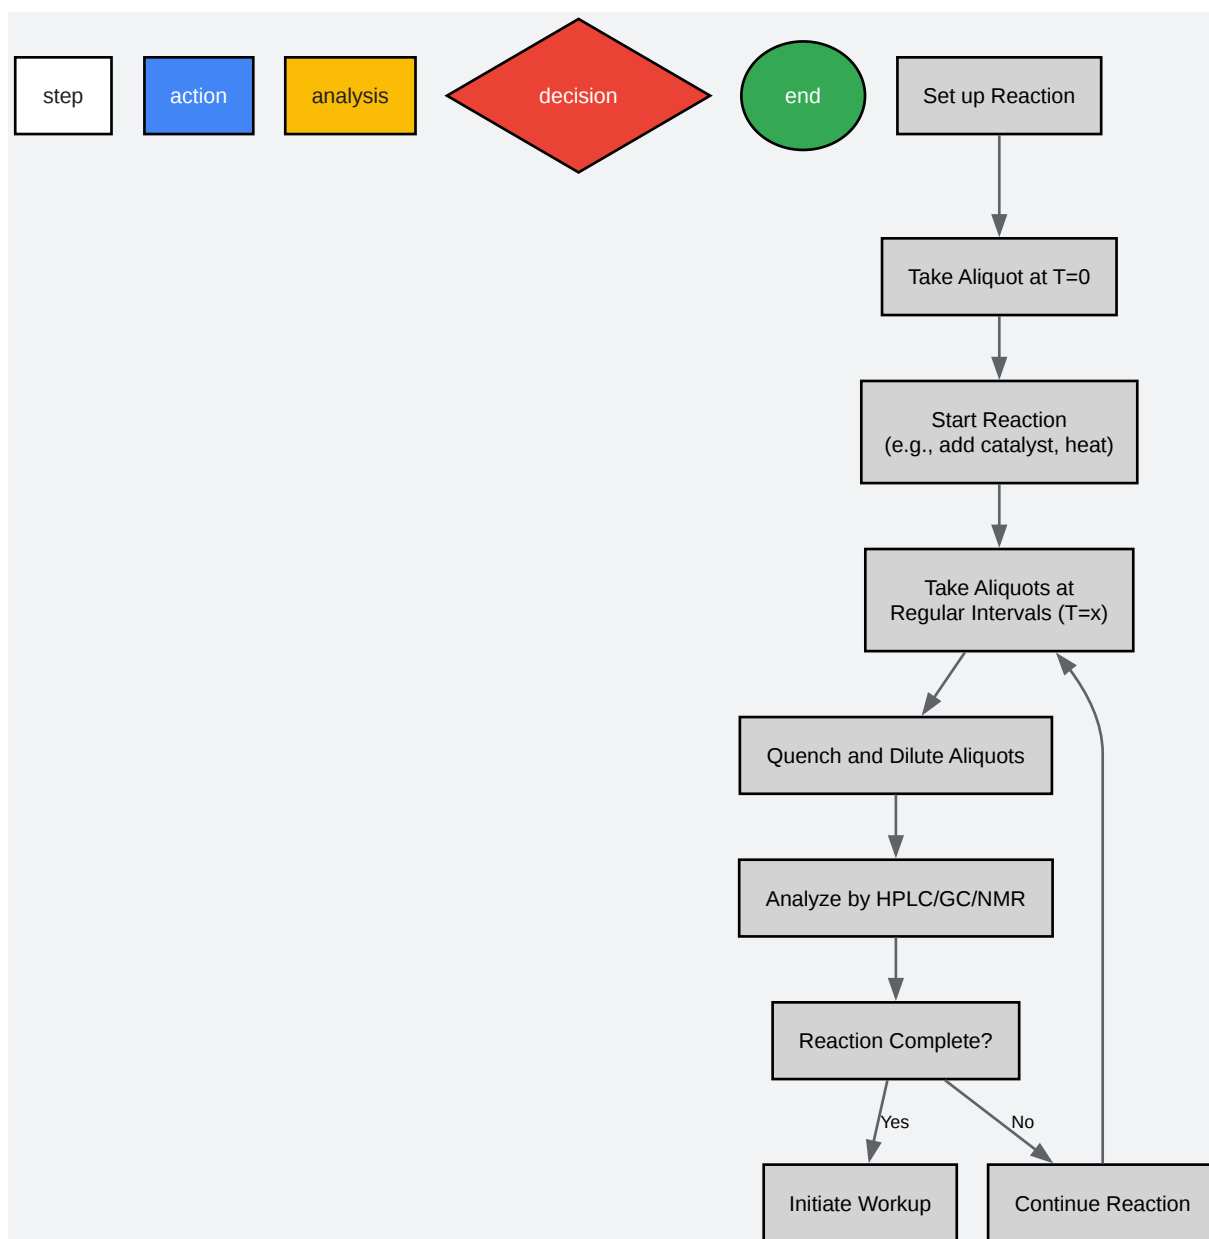 step
action
analysis
decision
end
Set up Reaction
Take Aliquot at T=0
Start Reaction
(e.g., add catalyst, heat)
Take Aliquots at
Regular Intervals (T=x)
Quench and Dilute Aliquots
Analyze by HPLC/GC/NMR
Reaction Complete?
Yes
No
Initiate Workup
Continue Reaction